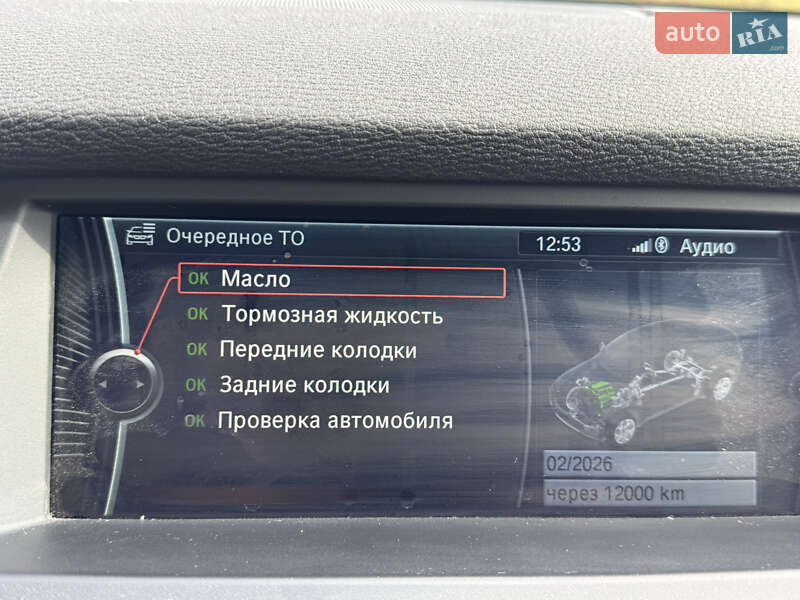 auto RIA .com
Очередное ТО
12:53
Аудио
OK Масло
OK Тормозная жидкость
OK Передние колодки
OK Задние колодки
OK Проверка автомобиля
02/2026
через 12000 km